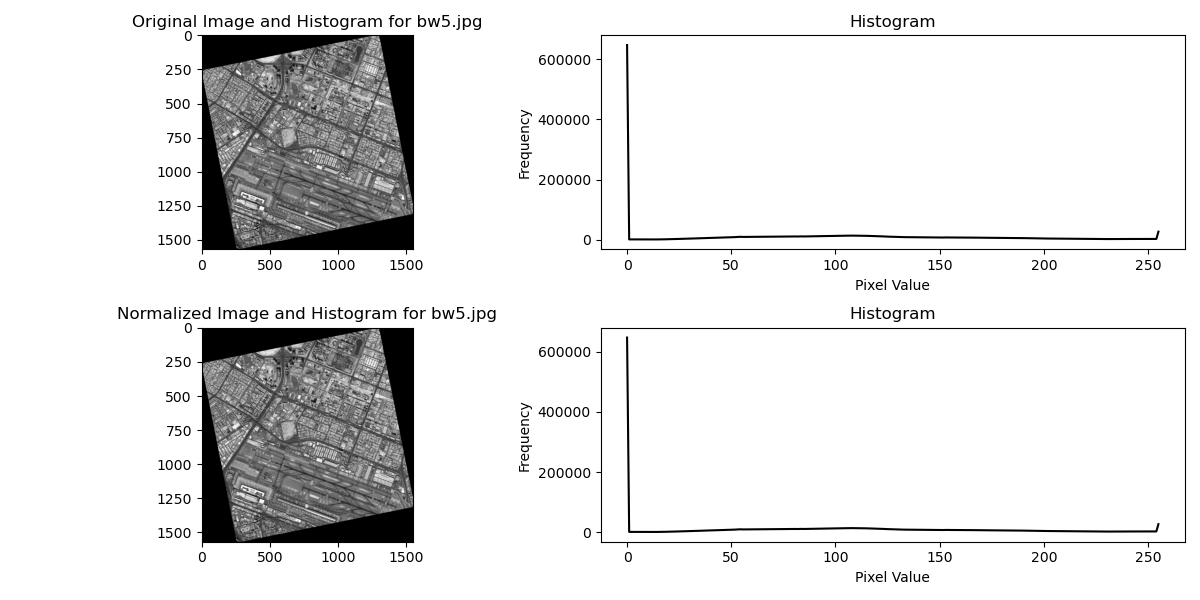 Original Image and Histogram for bw5.jpg
0
250
500
750
1000
1250
1500
0 500 1000 1500
Histogram
Frequency
600000
400000
200000
0
0 50 100 150 200 250
Pixel Value
Normalized Image and Histogram for bw5.jpg
0
250
500
750
1000
1250
1500
0 500 1000 1500
Histogram
Frequency
600000
400000
200000
0
0 50 100 150 200 250
Pixel Value